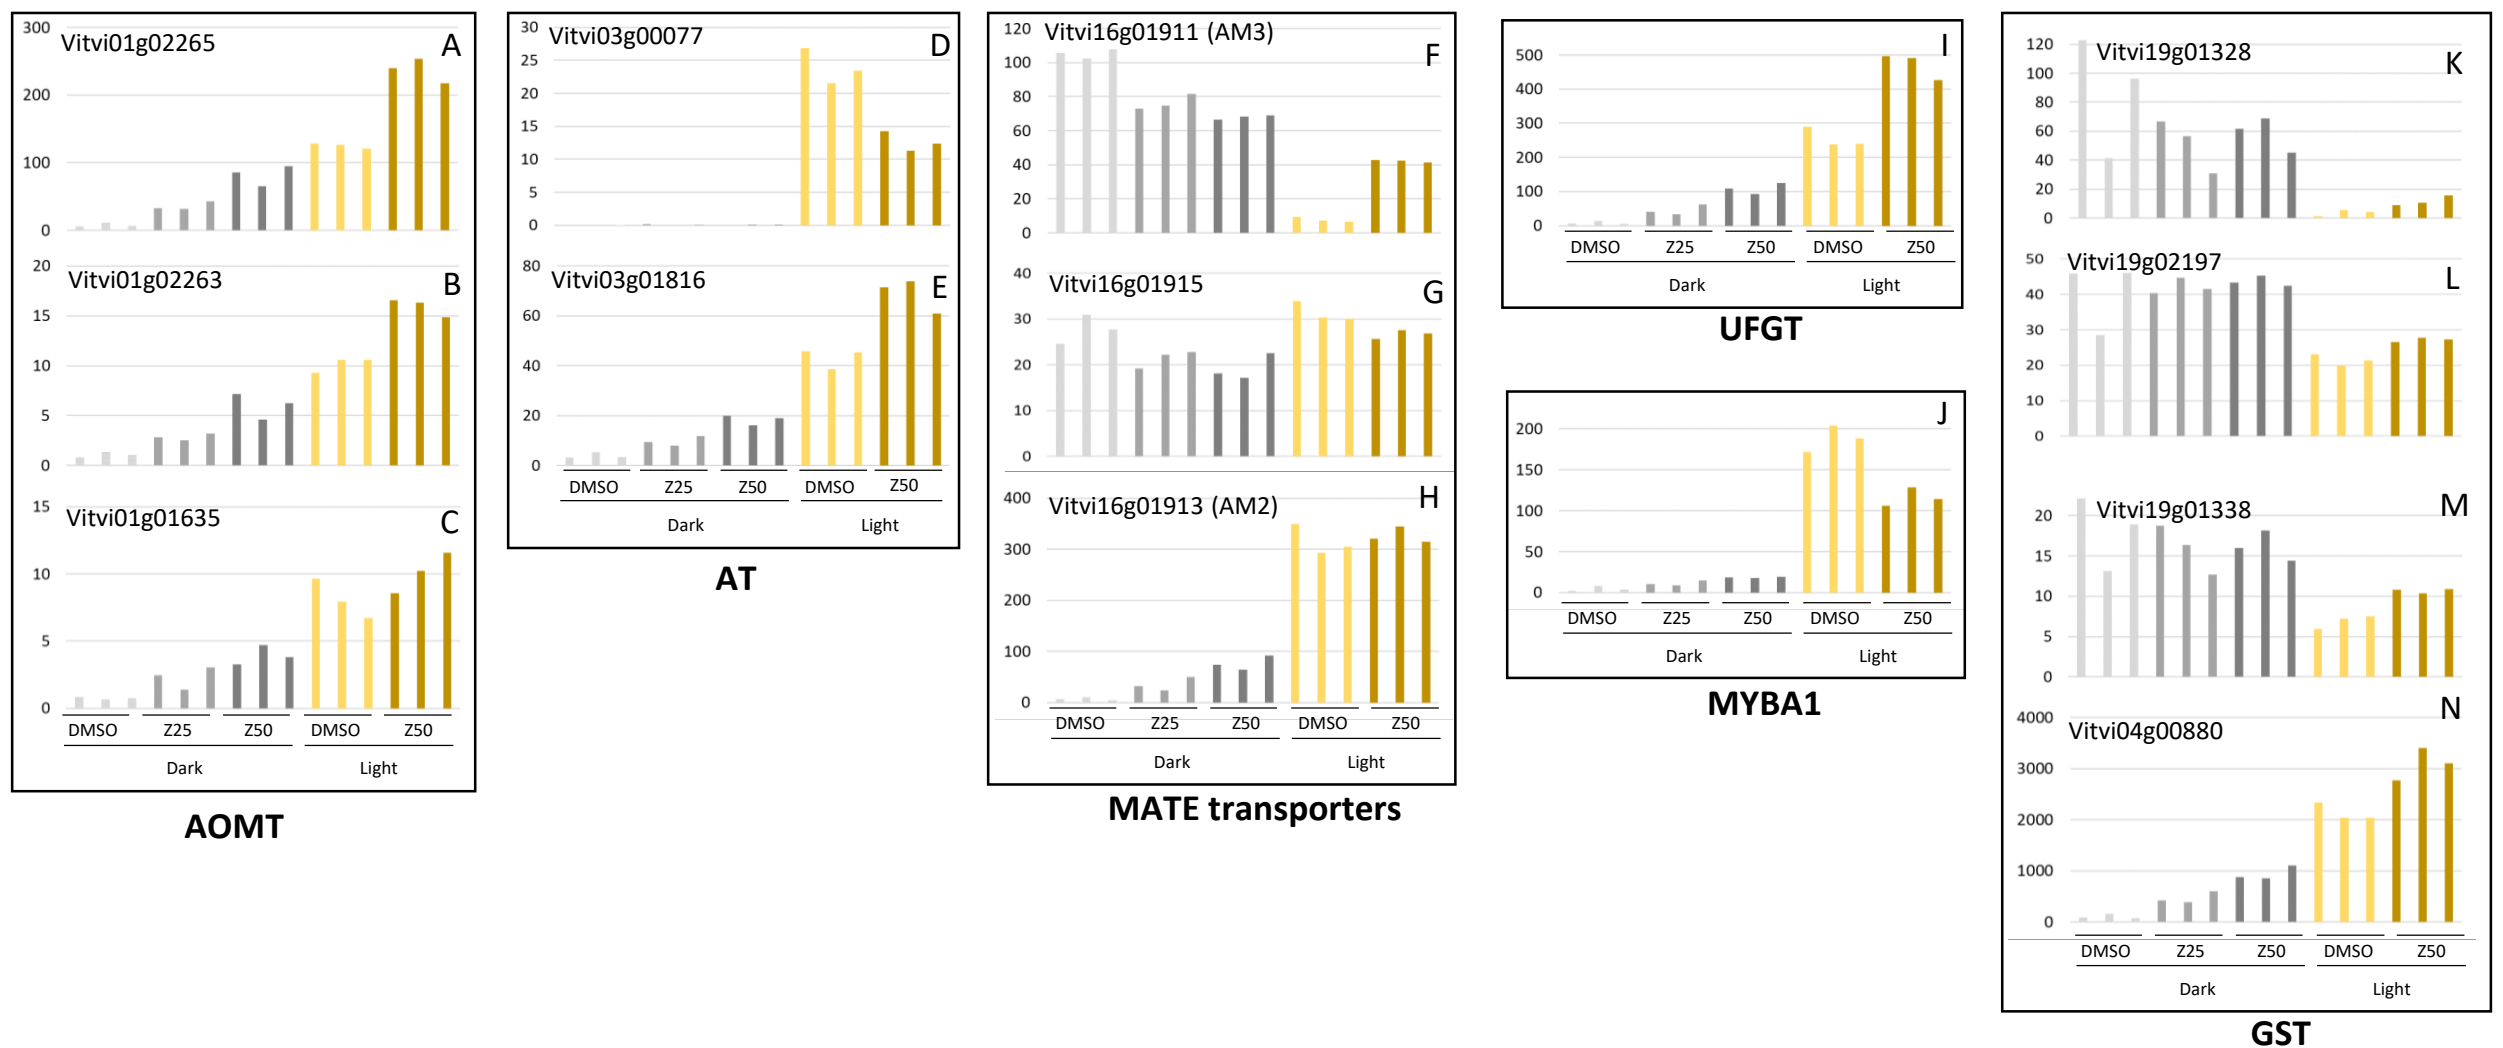 300
Vitvi01g02265
A
200
100
0
20
Vitvi01g02263
B
15
10
5
0
15
Vitvi01g01635
C
10
5
0
DMSO Z25 Z50 DMSO Z50
Dark Light
AOMT
30
Vitvi03g00077
D
25
20
15
10
5
0
80
Vitvi03g01816
E
60
40
20
0
DMSO Z25 Z50 DMSO Z50
Dark Light
AT
120
Vitvi16g01911 (AM3)
F
100
80
60
40
20
0
40
Vitvi16g01915
G
30
20
10
0
400
Vitvi16g01913 (AM2)
H
300
200
100
0
DMSO Z25 Z50 DMSO Z50
Dark Light
MATE transporters
I
500
400
300
200
100
0
DMSO Z25 Z50 DMSO Z50
Dark Light
UFGT
J
200
150
100
50
0
DMSO Z25 Z50 DMSO Z50
Dark Light
MYBA1
120
Vitvi19g01328
K
100
80
60
40
20
0
50
Vitvi19g02197
L
40
30
20
10
0
Vitvi19g01338
M
20
15
10
5
0
4000
N
Vitvi04g00880
3000
2000
1000
0
DMSO Z25 Z50 DMSO Z50
Dark Light
GST